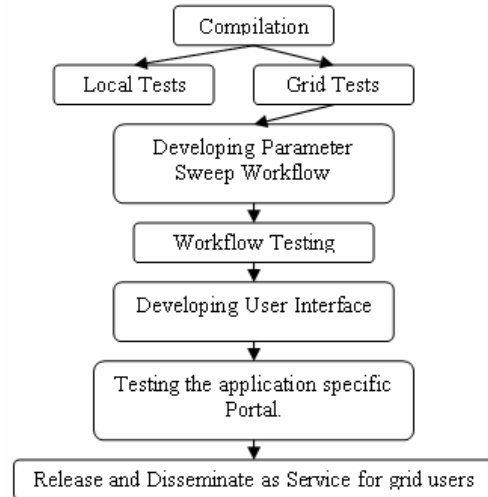 Compilation
Local Tests
Grid Tests
Developing Parameter
Sweep Workflow
Workflow Testing
Developing User Interface
Testing the application specific
Portal.
Release and Disseminate as Service for grid users